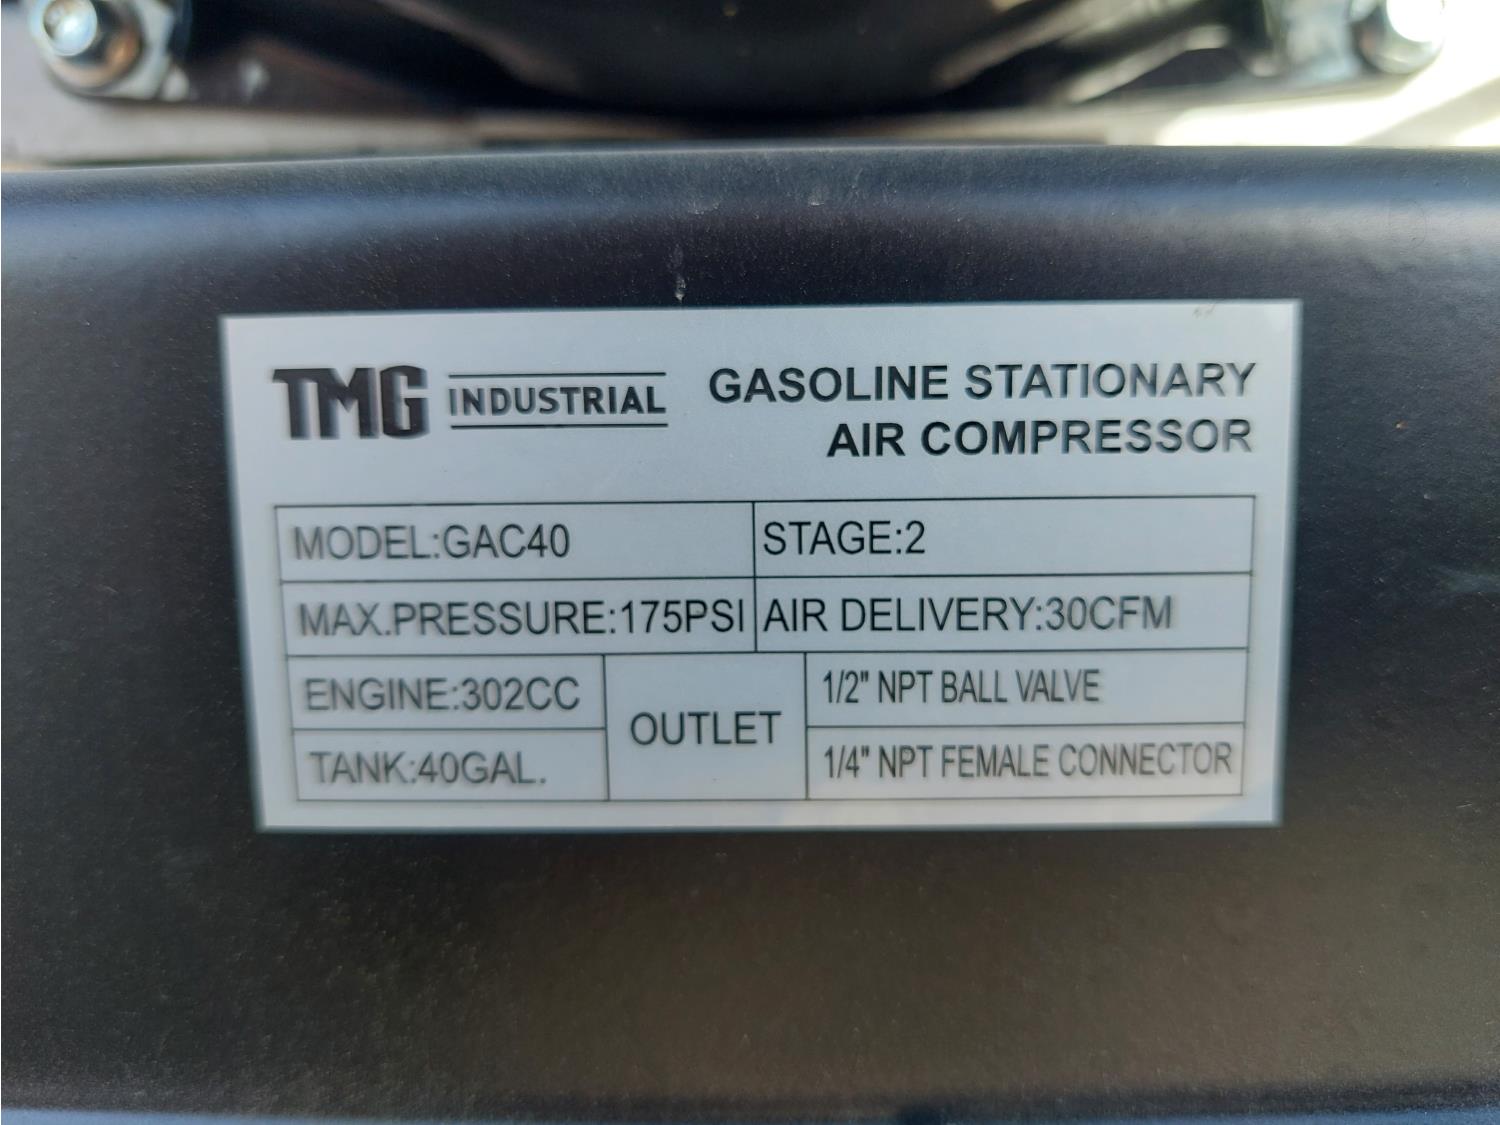 TMG INDUSTRIAL
GASOLINE STATIONARY
AIR COMPRESSOR
MODEL:GAC40
STAGE:2
MAX.PRESSURE:175PSI
AIR DELIVERY:30CFM
ENGINE:302CC
TANK:40GAL.
OUTLET
1/2" NPT BALL VALVE
1/4" NPT FEMALE CONNECTOR